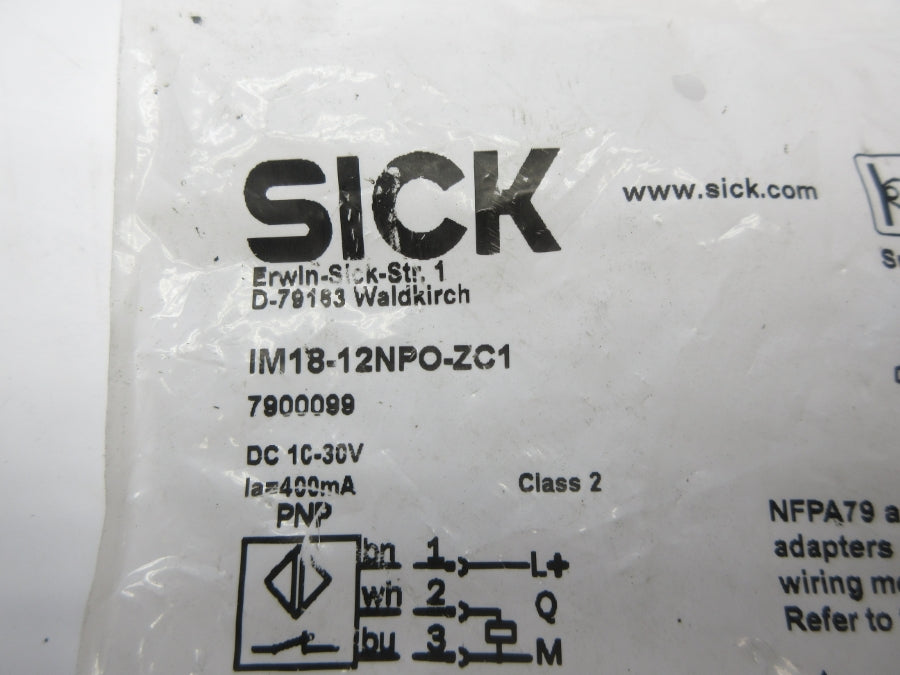 SICK
www.sick.com
Erwin-Sick-Str. 1
D-79183 Waldkirch
IM18-12NPO-ZC1
7900099
DC 10-30V
Ia=400mA
Class 2
PNP
NFPA79
adapters
wiring
Refer to
bn 1 L+
wh 2 Q
bu 3 M